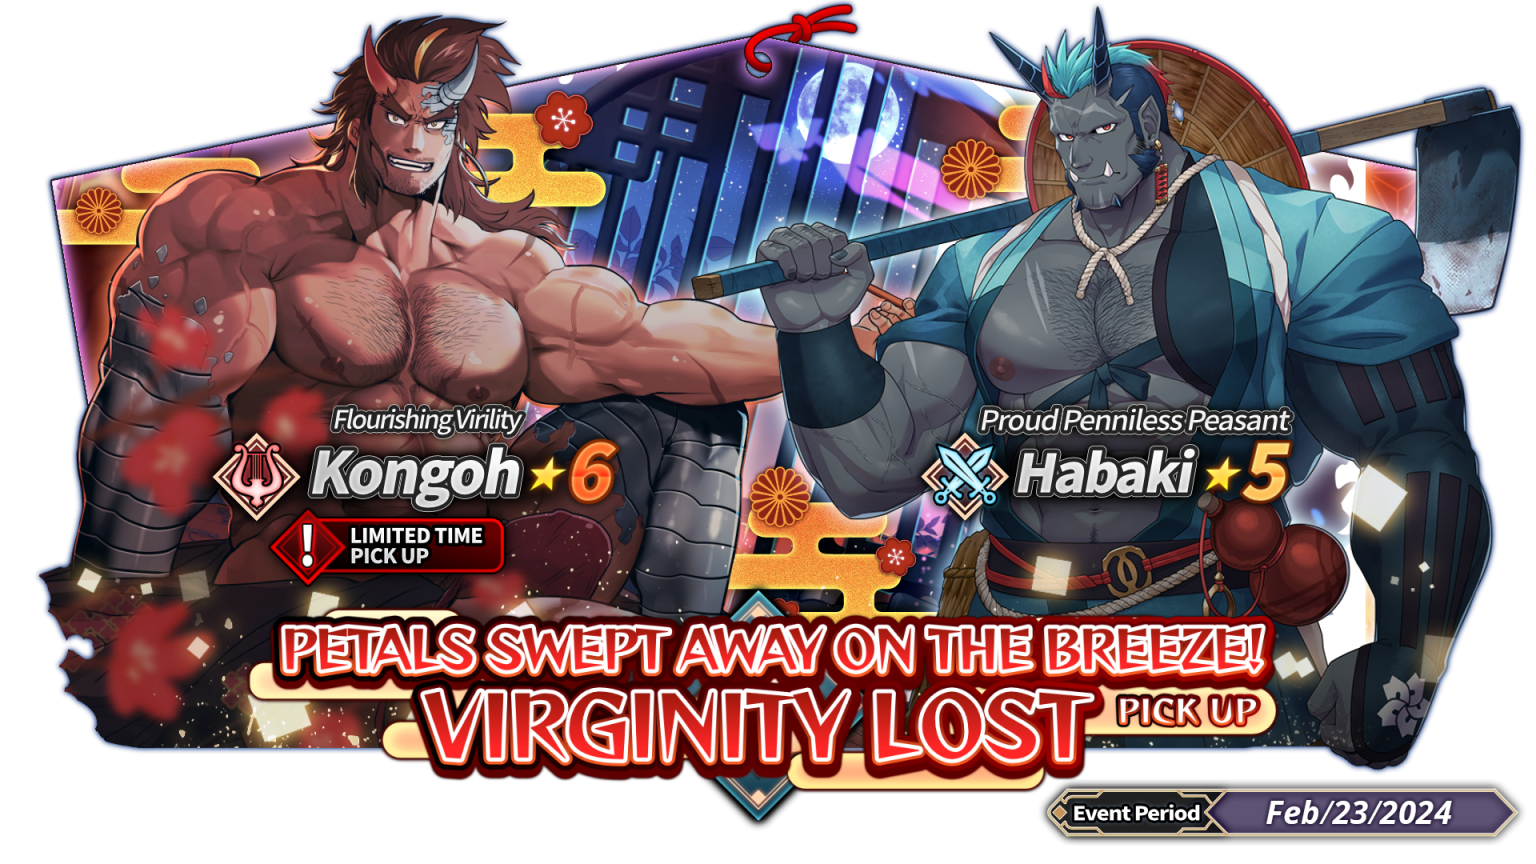 Flourishing Virility
Kongoh ★6
LIMITED TIME
PICK UP
Proud Penniless Peasant
Habaki ★5
PETALS SWEPT AWAY ON THE BREEZE!
VIRGINITY LOST PICK UP
Event Period Feb/23/2024